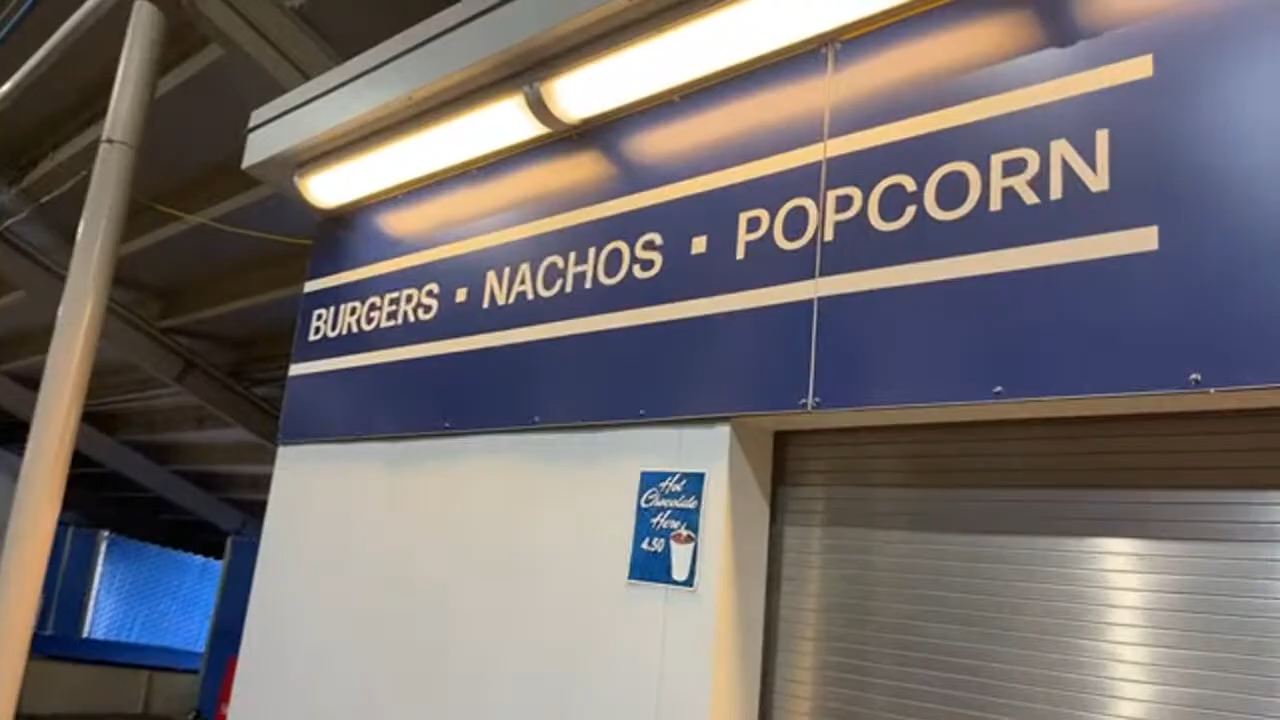 BURGERS ▪ NACHOS ▪ POPCORN
Hot
Chocolate
Here
4.50